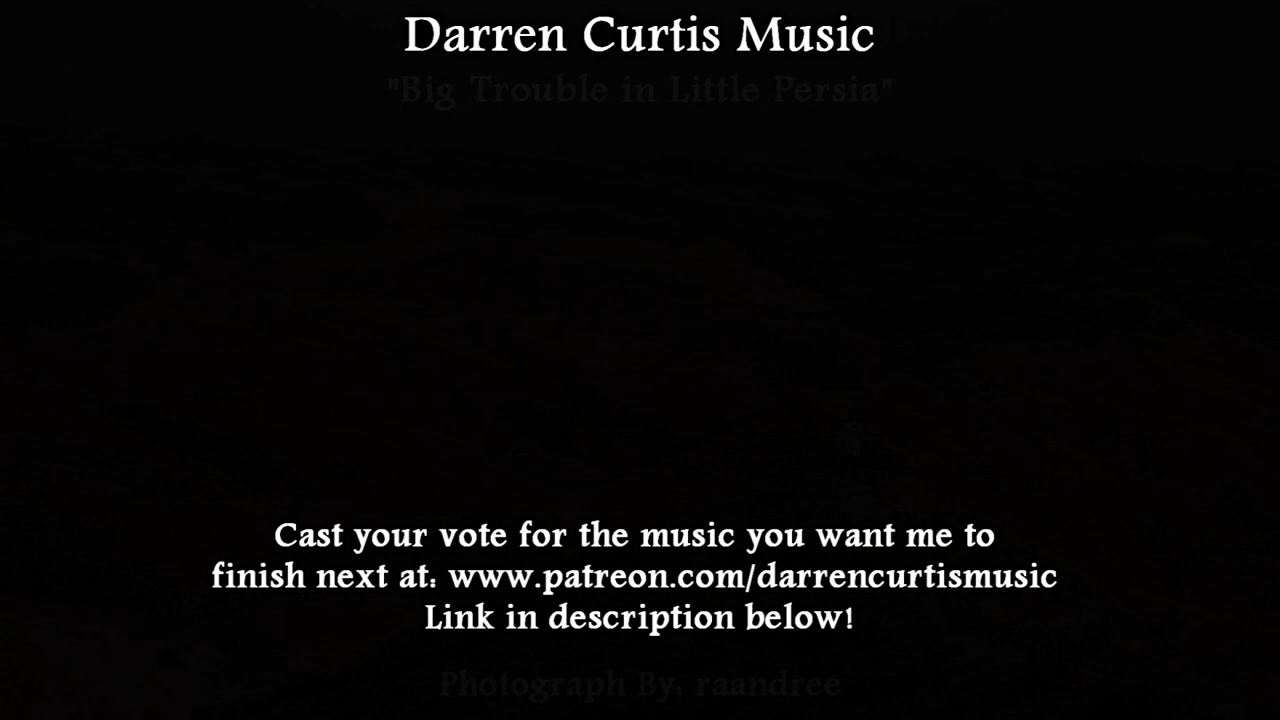 Darren Curtis Music
"Big Trouble in Little Persia"
Cast your vote for the music you want me to
finish next at: www.patreon.com/darrencurtismusic
Link in description below!
Photograph By: raandree